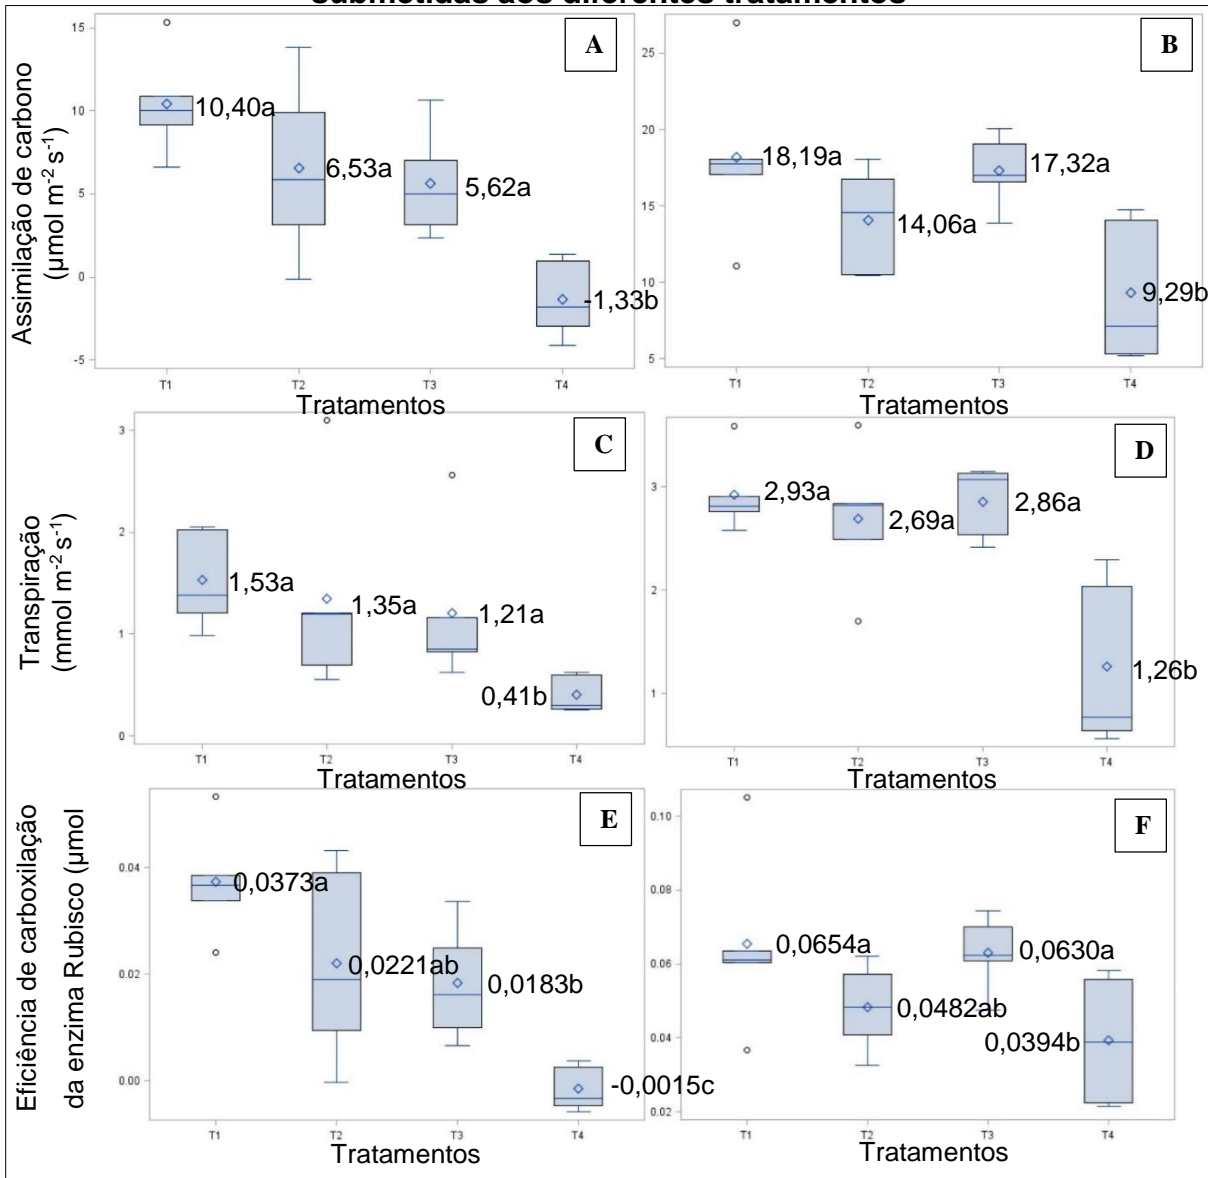 submetidas aos diferentes tratamentos
Assimilação de carbono
(µmol m-2 s-1)
15
10
5
0
-5
A
10,40a
6,53a
5,62a
-1,33b
T1
T2
T3
T4
Tratamentos
25
20
15
10
5
B
18,19a
14,06a
17,32a
9,29b
T1
T2
T3
T4
Tratamentos
Transpiração
(mmol m-2 s-1)
3
2
1
0
C
1,53a
1,35a
1,21a
0,41b
T1
T2
T3
T4
Tratamentos
3
2
1
D
2,93a
2,69a
2,86a
1,26b
T1
T2
T3
T4
Tratamentos
Eficiência de carboxilação
da enzima Rubisco (µmol
0.04
0.02
0.00
E
0,0373a
0,0221ab
0,0183b
-0,0015c
T1
T2
T3
T4
Tratamentos
0.10
0.08
0.06
0.04
0.02
F
0,0654a
0,0482ab
0,0630a
0,0394b
T1
T2
T3
T4
Tratamentos